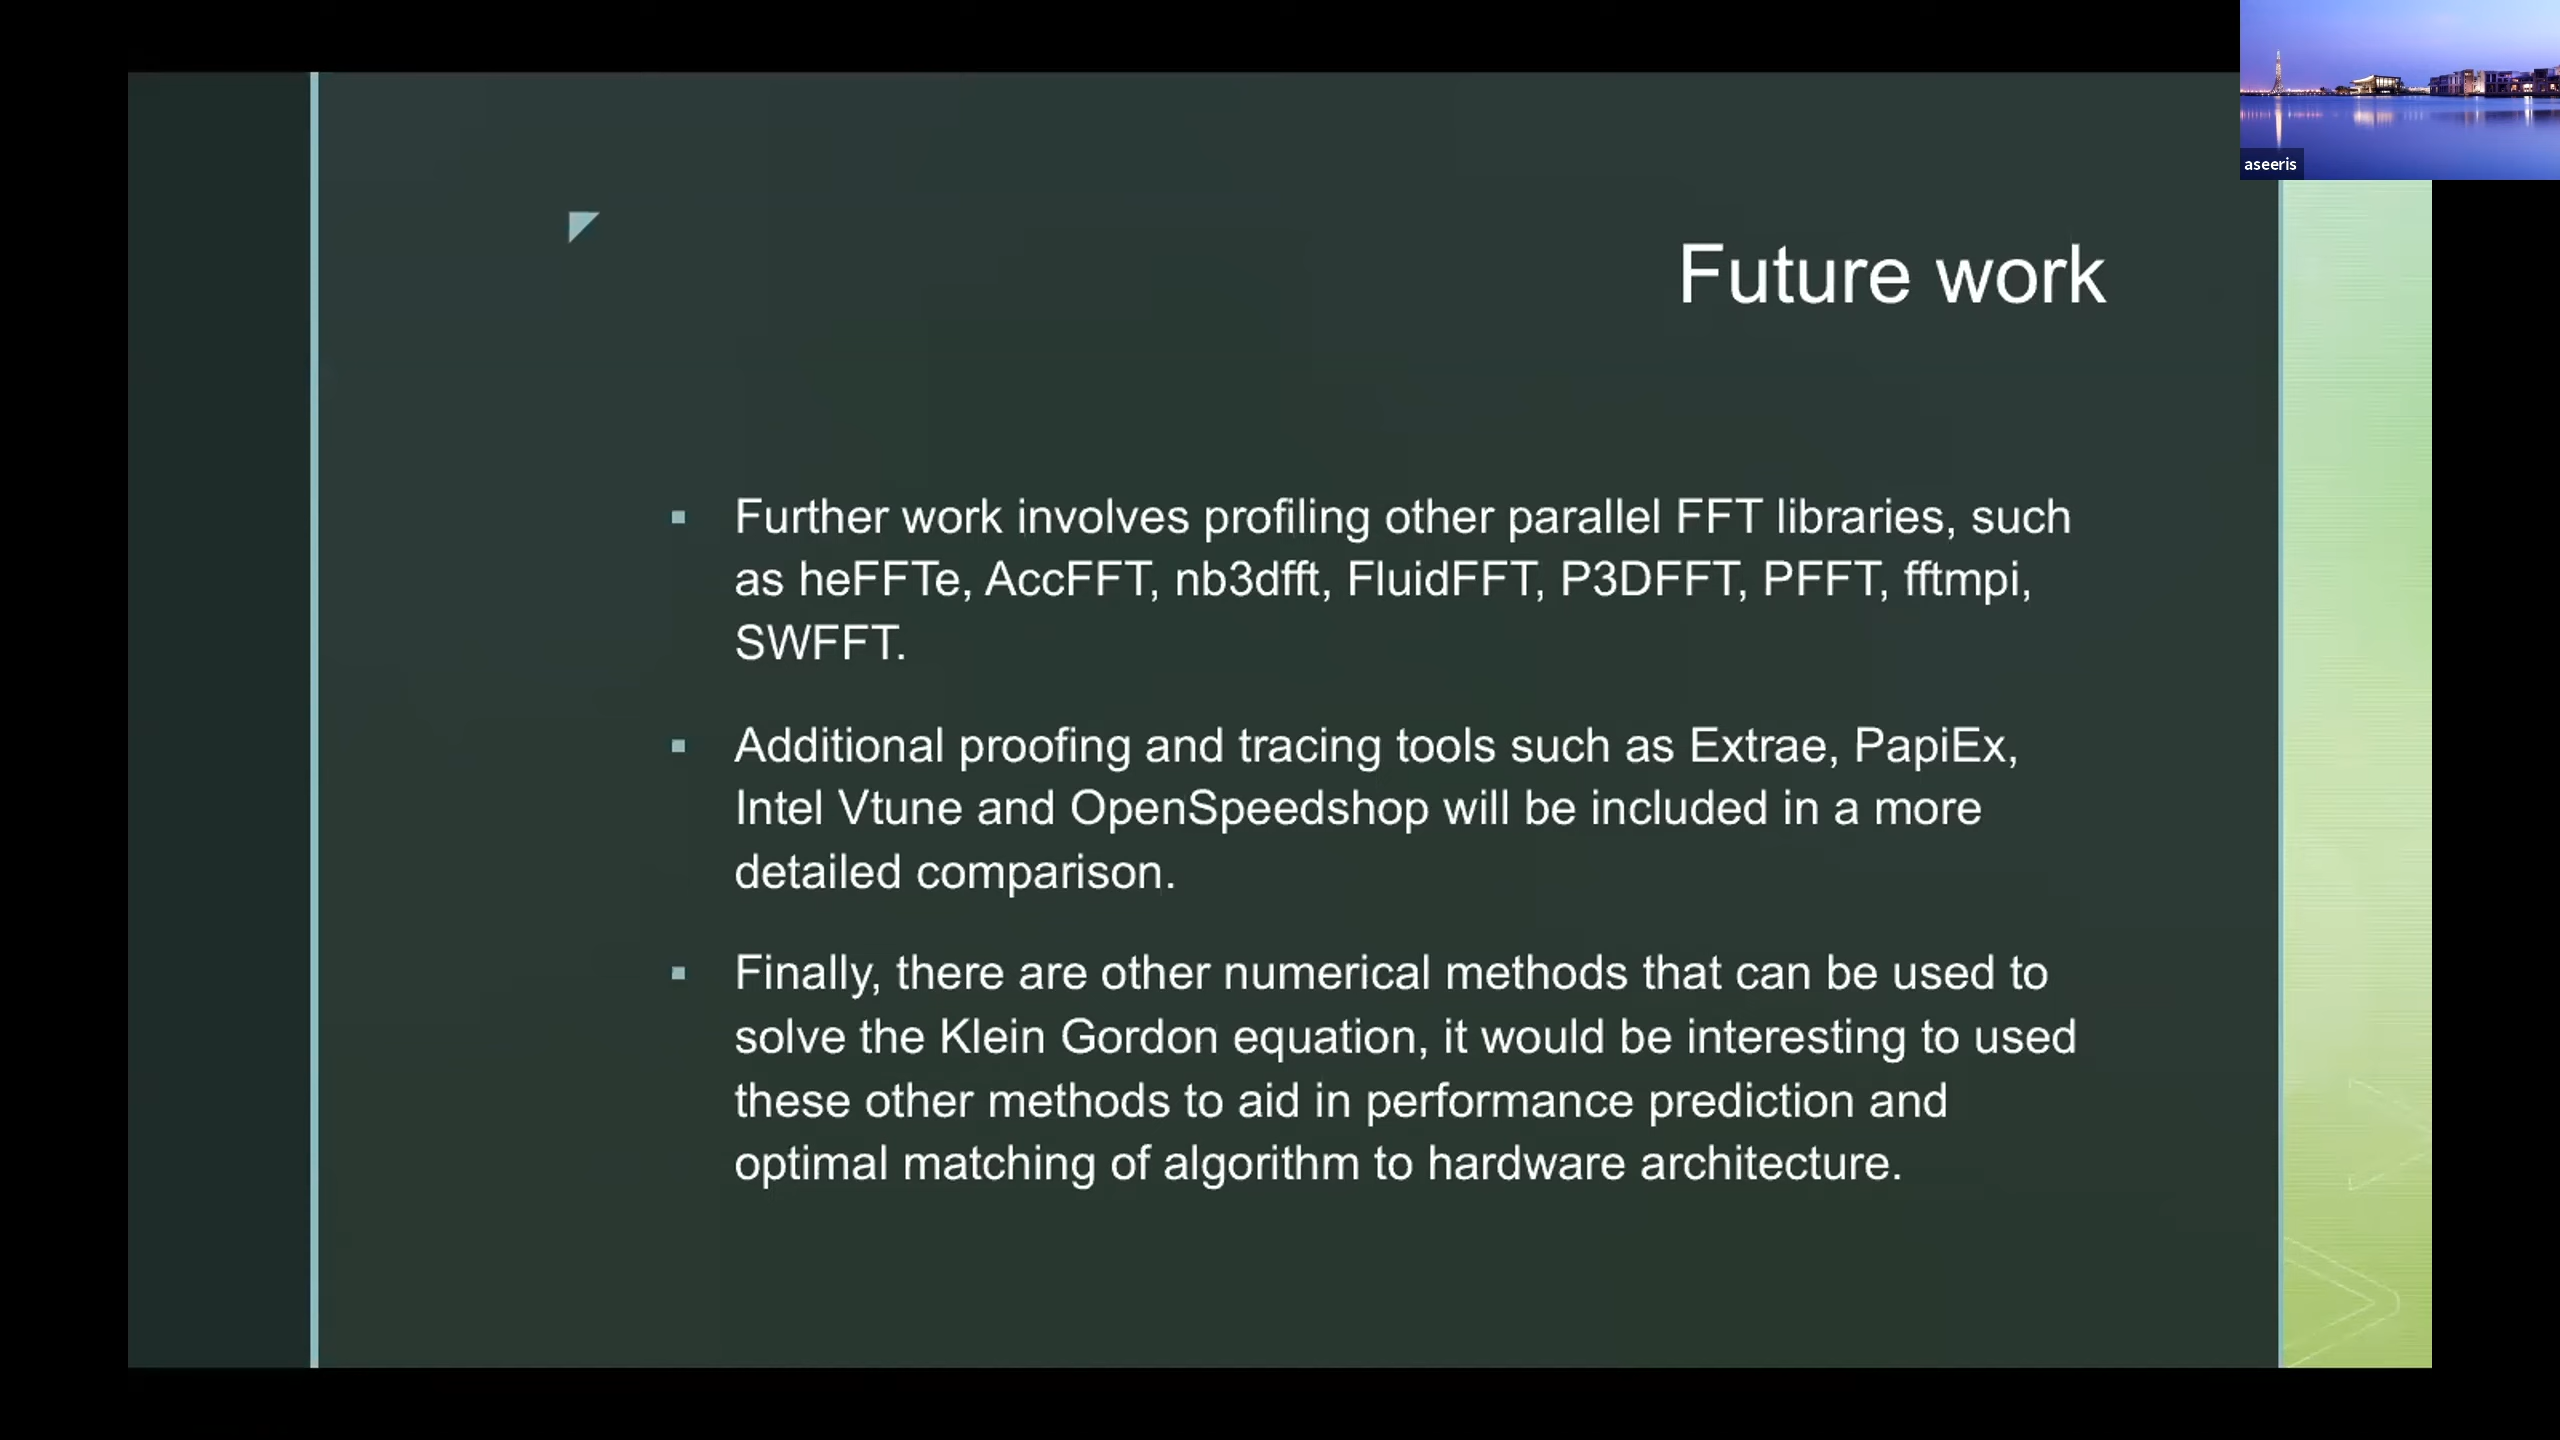 aseeris
Future work
▪ Further work involves profiling other parallel FFT libraries, such
as heFFTe, AccFFT, nb3dfft, FluidFFT, P3DFFT, PFFT, fftmpi,
SWFFT.
▪ Additional proofing and tracing tools such as Extrae, PapiEx,
Intel Vtune and OpenSpeedshop will be included in a more
detailed comparison.
▪ Finally, there are other numerical methods that can be used to
solve the Klein Gordon equation, it would be interesting to used
these other methods to aid in performance prediction and
optimal matching of algorithm to hardware architecture.